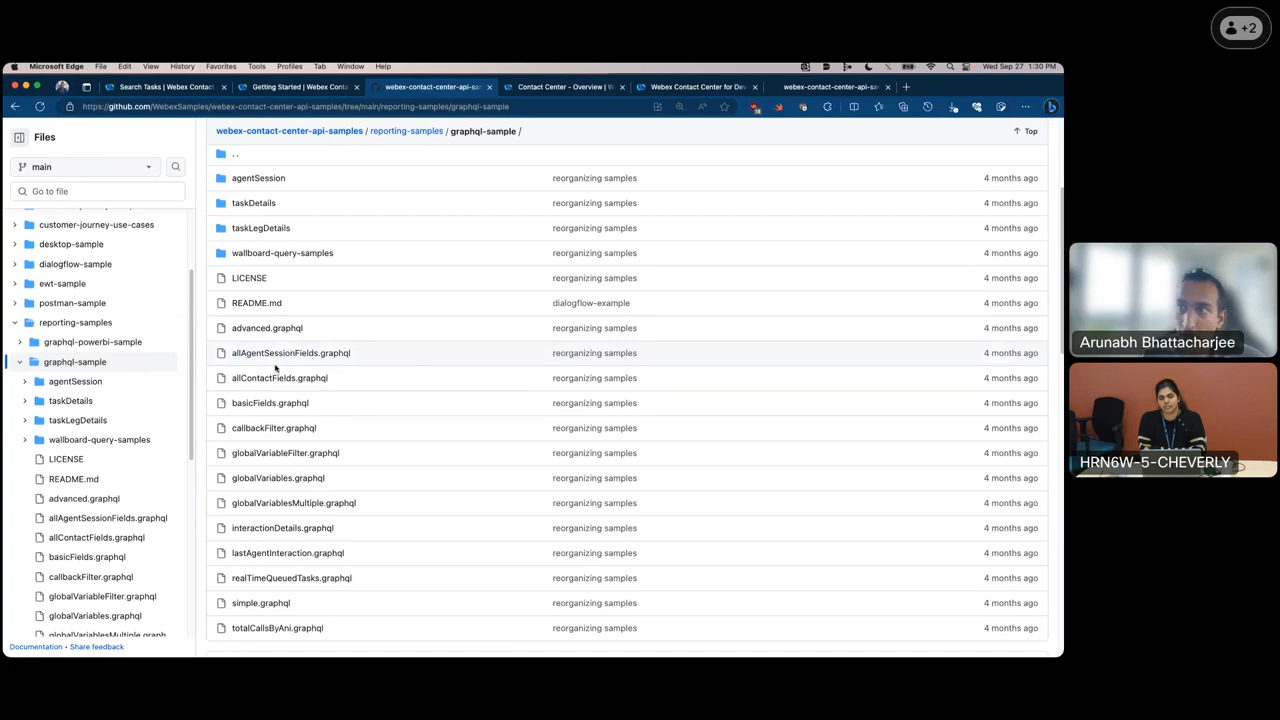 +2
Microsoft Edge File Edit View History Favorites Tools Profiles Tab Window Help Wed Sep 27 1:30 PM
Search Tasks | Webex Contact Getting Started | Webex Conta webex-contact-center-api-sam Contact Center - Overview | W Webex Contact Center for Dev webex-contact-center-api-sam
https://github.com/WebexSamples/webex-contact-center-api-samples/tree/main/reporting-samples/graphql-sample
Files
main
Go to file
customer-journey-use-cases
desktop-sample
dialogflow-sample
ewt-sample
postman-sample
reporting-samples
graphql-powerbi-sample
graphql-sample
agentSession
taskDetails
taskLegDetails
wallboard-query-samples
LICENSE
README.md
advanced.graphql
allAgentSessionFields.graphql
allContactFields.graphql
basicFields.graphql
callbackFilter.graphql
globalVariableFilter.graphql
globalVariables.graphql
globalVariablesMultiple.graph
Documentation • Share feedback
webex-contact-center-api-samples / reporting-samples / graphql-sample / Top
..
agentSession reorganizing samples 4 months ago
taskDetails reorganizing samples 4 months ago
taskLegDetails reorganizing samples 4 months ago
wallboard-query-samples reorganizing samples 4 months ago
LICENSE reorganizing samples 4 months ago
README.md dialogflow-example 4 months ago
advanced.graphql reorganizing samples 4 months ago
allAgentSessionFields.graphql reorganizing samples 4 months ago
allContactFields.graphql reorganizing samples 4 months ago
basicFields.graphql reorganizing samples 4 months ago
callbackFilter.graphql reorganizing samples 4 months ago
globalVariableFilter.graphql reorganizing samples 4 months ago
globalVariables.graphql reorganizing samples 4 months ago
globalVariablesMultiple.graphql reorganizing samples 4 months ago
interactionDetails.graphql reorganizing samples 4 months ago
lastAgentInteraction.graphql reorganizing samples 4 months ago
realTimeQueuedTasks.graphql reorganizing samples 4 months ago
simple.graphql reorganizing samples 4 months ago
totalCallsByAni.graphql reorganizing samples 4 months ago
Arunabh Bhattacharjee
HRN6W-5-CHEVERLY